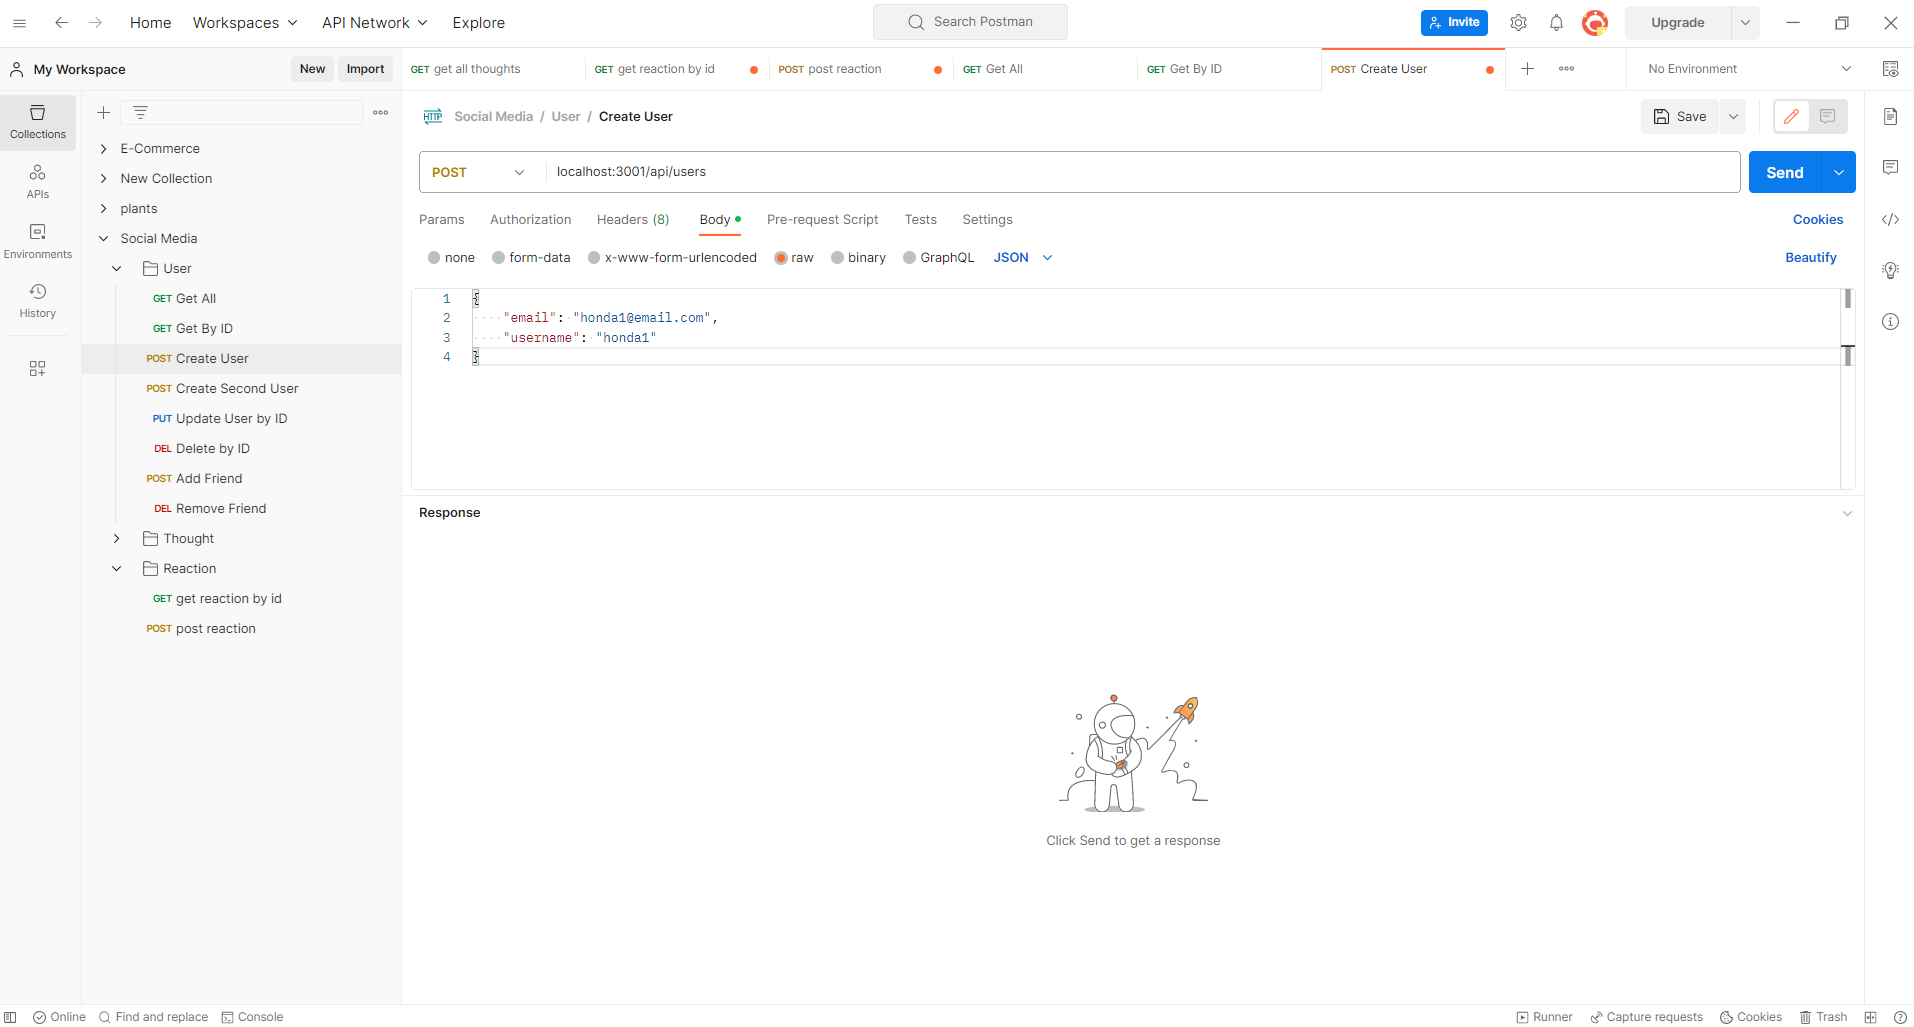 Home Workspaces API Network Explore Search Postman Invite Upgrade
My Workspace New Import GET get all thoughts GET get reaction by id POST post reaction GET Get All GET Get By ID POST Create User No Environment
Collections
APIs
Environments
History
E-Commerce
New Collection
plants
Social Media
User
GET Get All
GET Get By ID
POST Create User
POST Create Second User
PUT Update User by ID
DEL Delete by ID
POST Add Friend
DEL Remove Friend
Thought
Reaction
GET get reaction by id
POST post reaction
HTTP Social Media / User / Create User Save
POST localhost:3001/api/users Send
Params Authorization Headers (8) Body Pre-request Script Tests Settings Cookies
none form-data x-www-form-urlencoded raw binary GraphQL JSON Beautify
1 {
2 "email": "honda1@email.com",
3 "username": "honda1"
4 }
Response
Click Send to get a response
Online Find and replace Console Runner Capture requests Cookies Trash